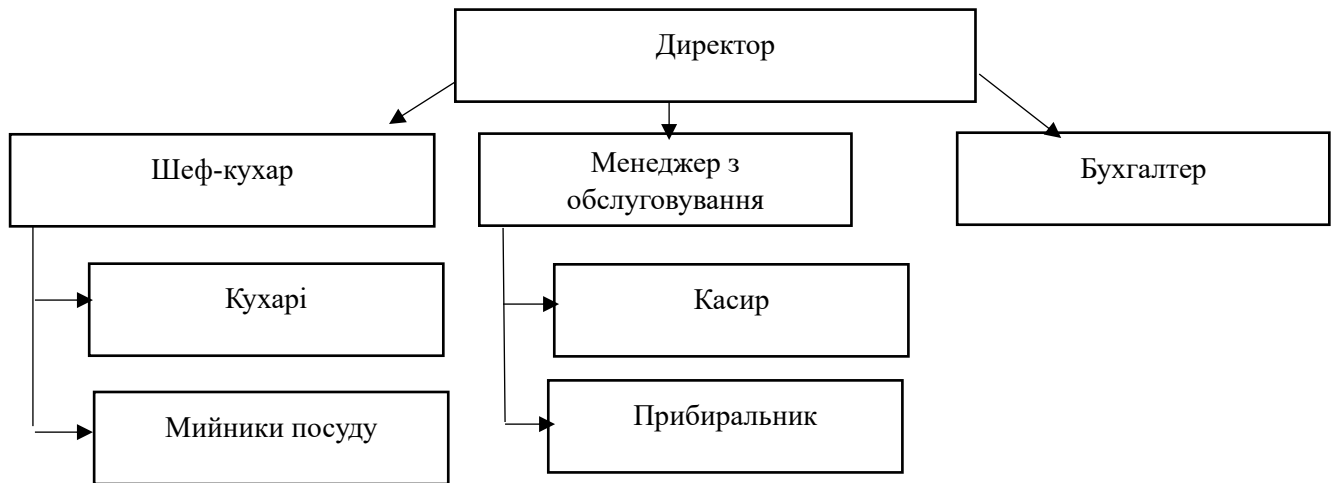 Директор
Шеф-кухар
Менеджер з
обслуговування
Бухгалтер
Кухарі
Касир
Мийники посуду
Прибиральник